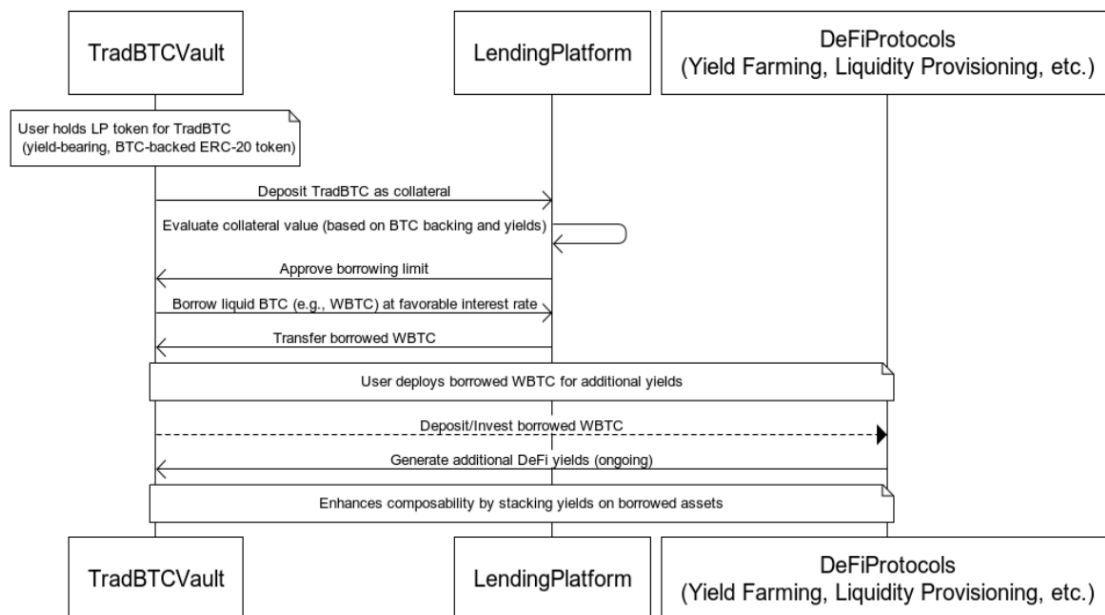 TradBTCVault
LendingPlatform
DeFiProtocols
(Yield Farming, Liquidity Provisioning, etc.)
User holds LP token for TradBTC
(yield-bearing, BTC-backed ERC-20 token)
Deposit TradBTC as collateral
Evaluate collateral value (based on BTC backing and yields)
Approve borrowing limit
Borrow liquid BTC (e.g., WBTC) at favorable interest rate
Transfer borrowed WBTC
User deploys borrowed WBTC for additional yields
Deposit/Invest borrowed WBTC
Generate additional DeFi yields (ongoing)
Enhances composability by stacking yields on borrowed assets
TradBTCVault
LendingPlatform
DeFiProtocols
(Yield Farming, Liquidity Provisioning, etc.)